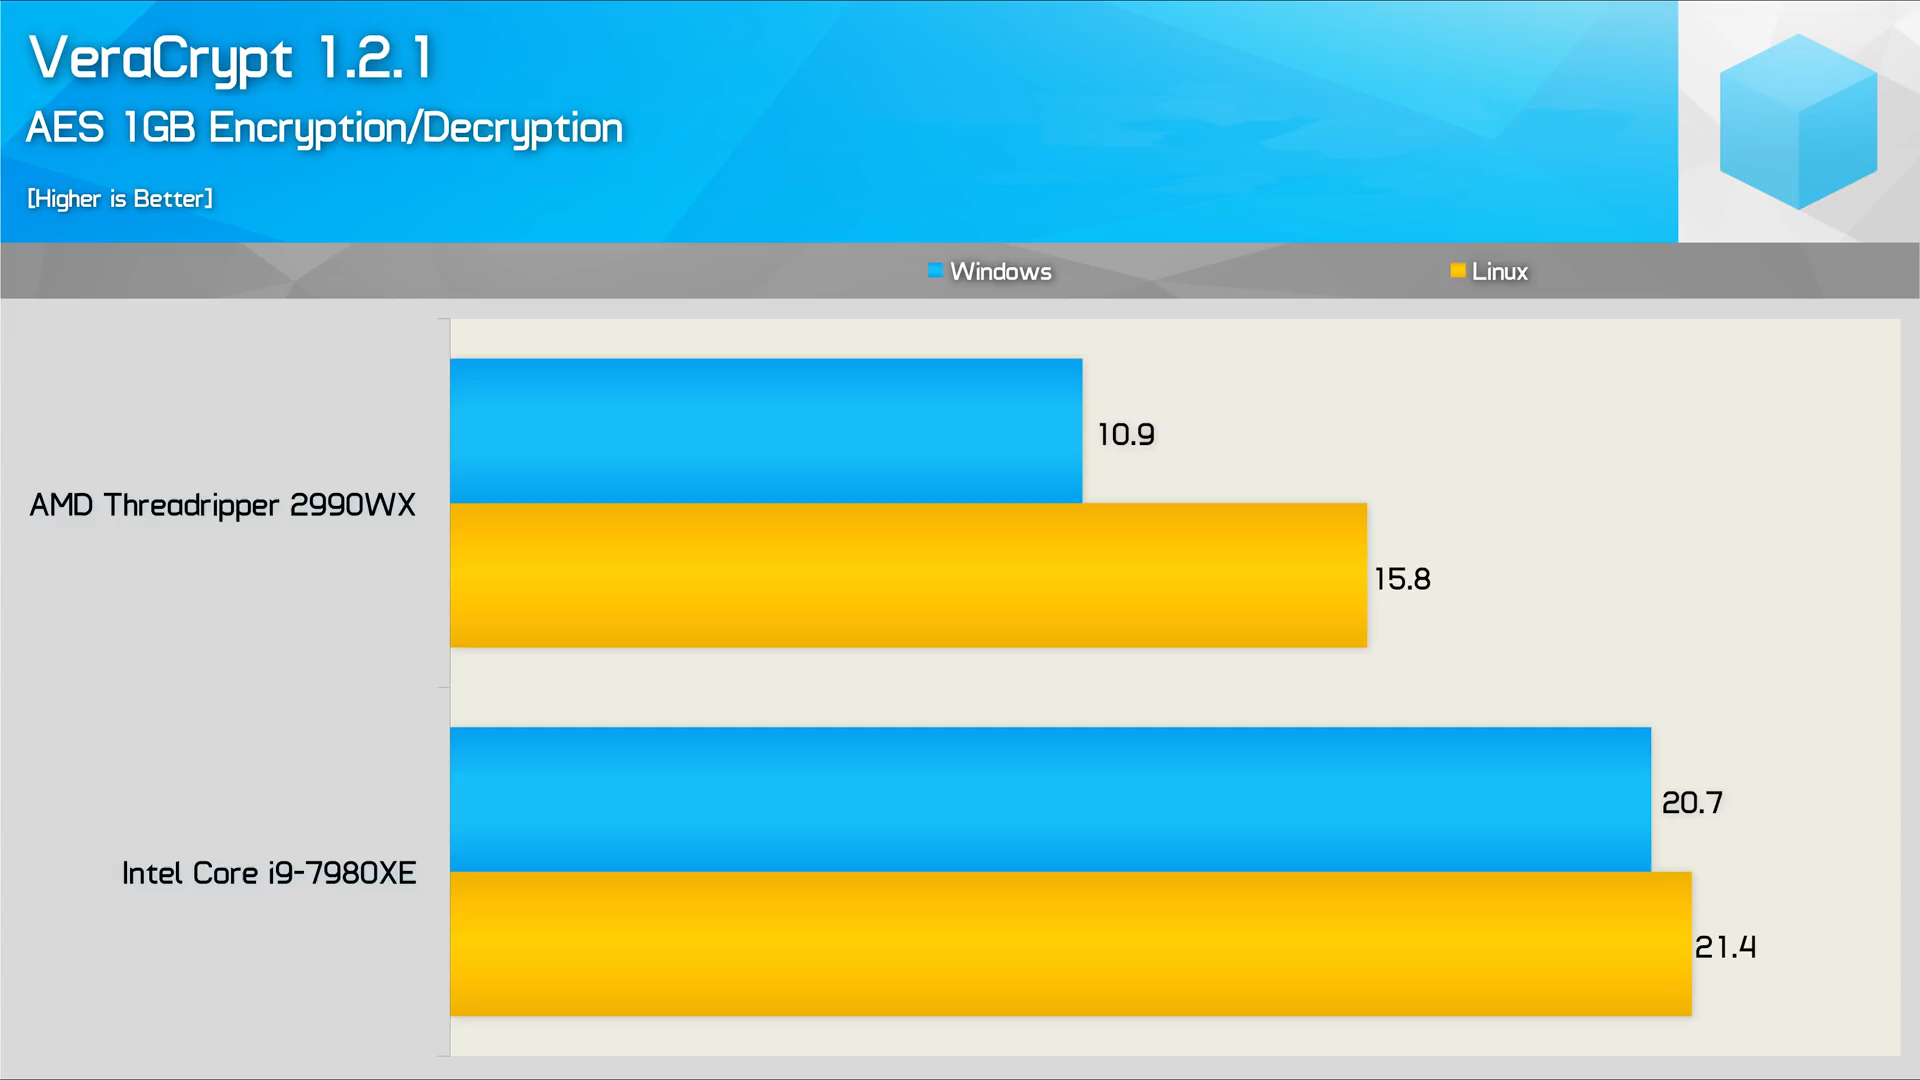 VeraCrypt 1.2.1
AES 1GB Encryption/Decryption
[Higher is Better]
Windows
Linux
AMD Threadripper 2990WX
10.9
15.8
Intel Core i9-7980XE
20.7
21.4